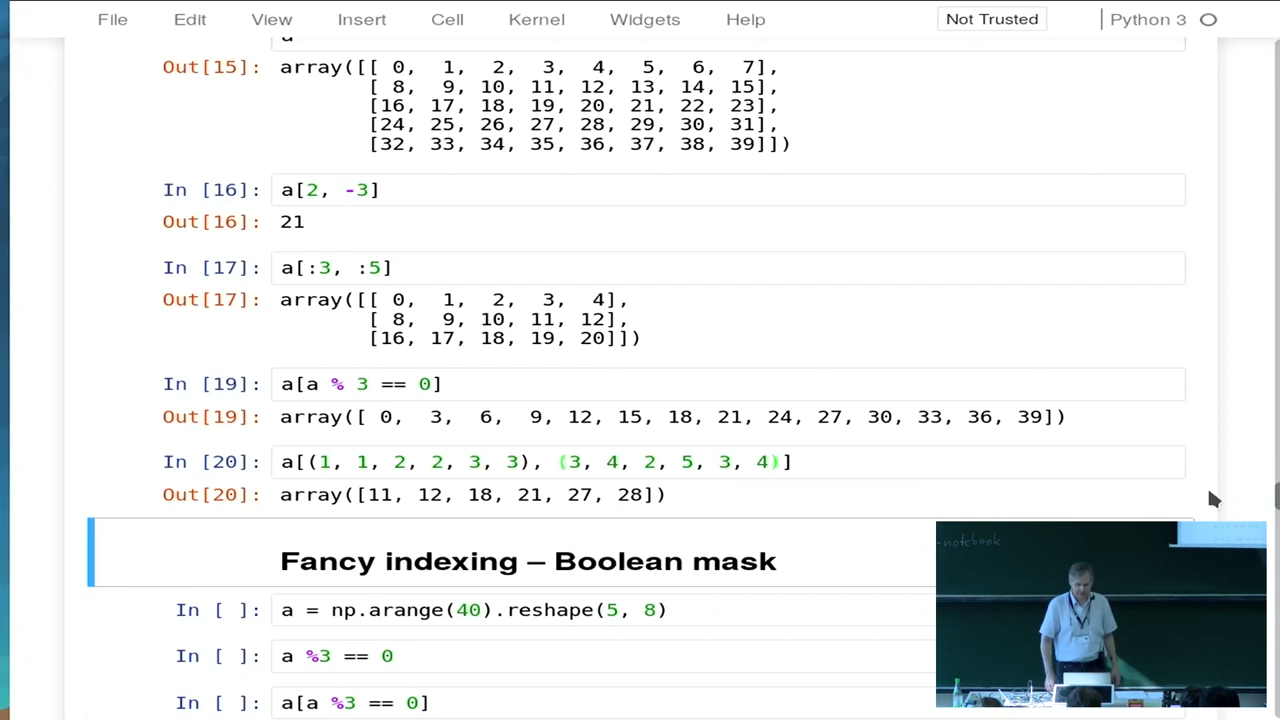 File Edit View Insert Cell Kernel Widgets Help Not Trusted Python 3
a
Out[15]: array([[ 0, 1, 2, 3, 4, 5, 6, 7],
[ 8, 9, 10, 11, 12, 13, 14, 15],
[16, 17, 18, 19, 20, 21, 22, 23],
[24, 25, 26, 27, 28, 29, 30, 31],
[32, 33, 34, 35, 36, 37, 38, 39]])
In [16]: a[2, -3]
Out[16]: 21
In [17]: a[:3, :5]
Out[17]: array([[ 0, 1, 2, 3, 4],
[ 8, 9, 10, 11, 12],
[16, 17, 18, 19, 20]])
In [19]: a[a % 3 == 0]
Out[19]: array([ 0, 3, 6, 9, 12, 15, 18, 21, 24, 27, 30, 33, 36, 39])
In [20]: a[(1, 1, 2, 2, 3, 3), (3, 4, 2, 5, 3, 4)]
Out[20]: array([11, 12, 18, 21, 27, 28])
Fancy indexing – Boolean mask
In [ ]: a = np.arange(40).reshape(5, 8)
In [ ]: a %3 == 0
In [ ]: a[a %3 == 0]
notebook